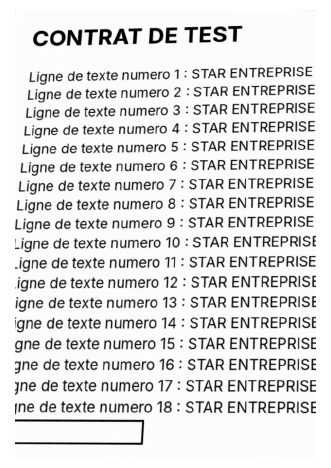 CONTRAT DE TEST
Ligne de texte numero 1 : STAR ENTREPRISE
Ligne de texte numero 2 : STAR ENTREPRISE
Ligne de texte numero 3 : STAR ENTREPRISE
Ligne de texte numero 4 : STAR ENTREPRISE
Ligne de texte numero 5 : STAR ENTREPRISE
Ligne de texte numero 6 : STAR ENTREPRISE
Ligne de texte numero 7 : STAR ENTREPRISE
Ligne de texte numero 8 : STAR ENTREPRISE
Ligne de texte numero 9 : STAR ENTREPRISE
Ligne de texte numero 10 : STAR ENTREPRISE
Ligne de texte numero 11 : STAR ENTREPRISE
igne de texte numero 12 : STAR ENTREPRISE
igne de texte numero 13 : STAR ENTREPRISE
igne de texte numero 14 : STAR ENTREPRISE
gne de texte numero 15 : STAR ENTREPRISE
gne de texte numero 16 : STAR ENTREPRISE
gne de texte numero 17 : STAR ENTREPRISE
gne de texte numero 18 : STAR ENTREPRISE